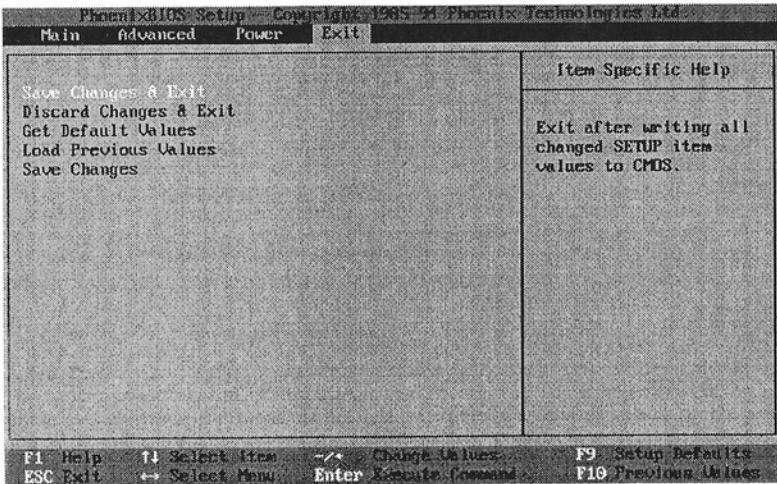 PhoenixBIOS Setup - Copyright 1985-94 Phoenix Technologies Ltd.
Main Advanced Power Exit
Save Changes & Exit
Discard Changes & Exit
Get Default Values
Load Previous Values
Save Changes
Item Specific Help
Exit after writing all
changed SETUP item
values to CMOS.
F1 Help ↑↓ Select Item -/+ Change Values F9 Setup Defaults
ESC Exit ↔ Select Menu Enter Execute Command F10 Previous Values